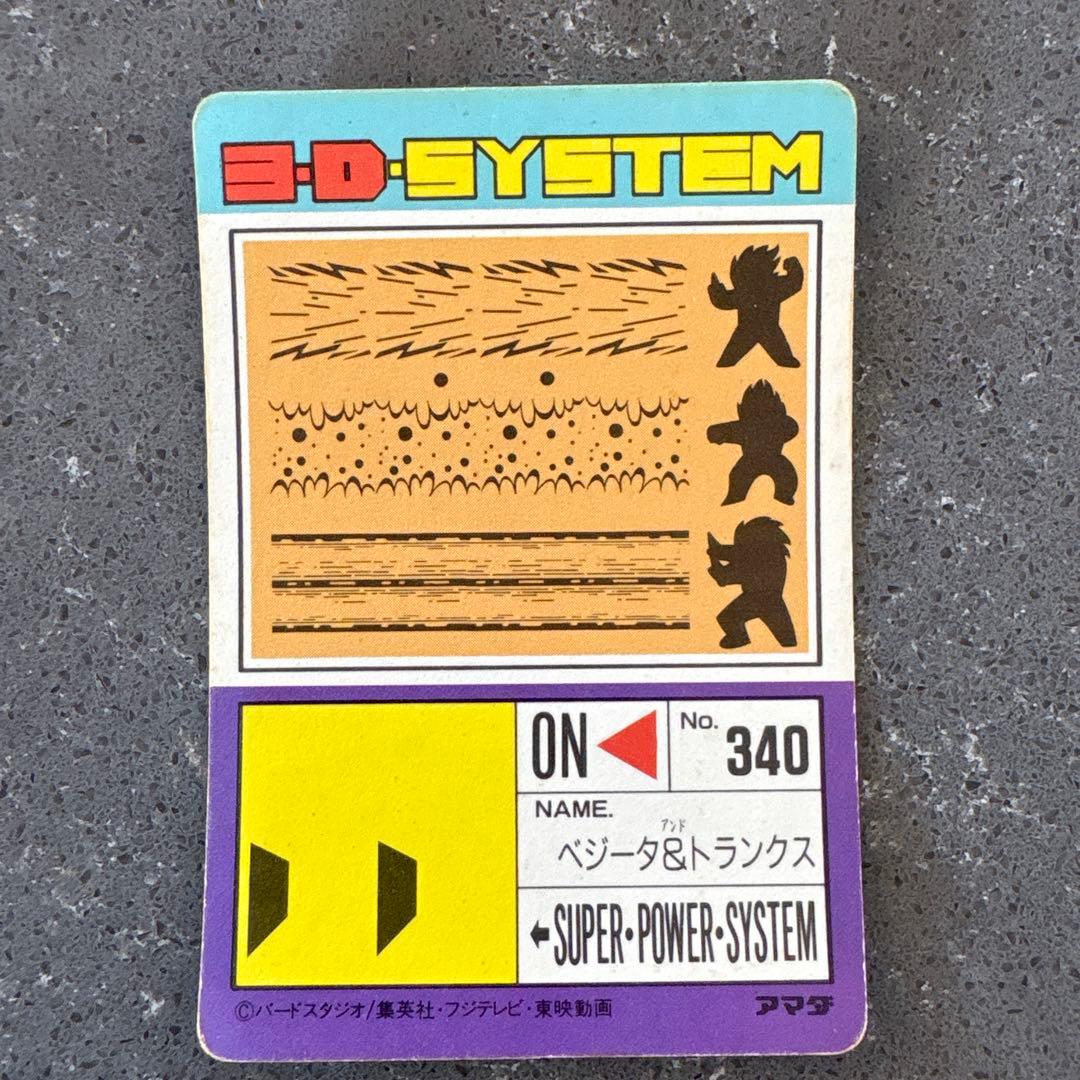 3·D·SYSTEM
ON
No. 340
NAME.
アンド
ベジータ&トランクス
←SUPER·POWER·SYSTEM
©バードスタジオ/集英社・フジテレビ・東映動画
アマダ